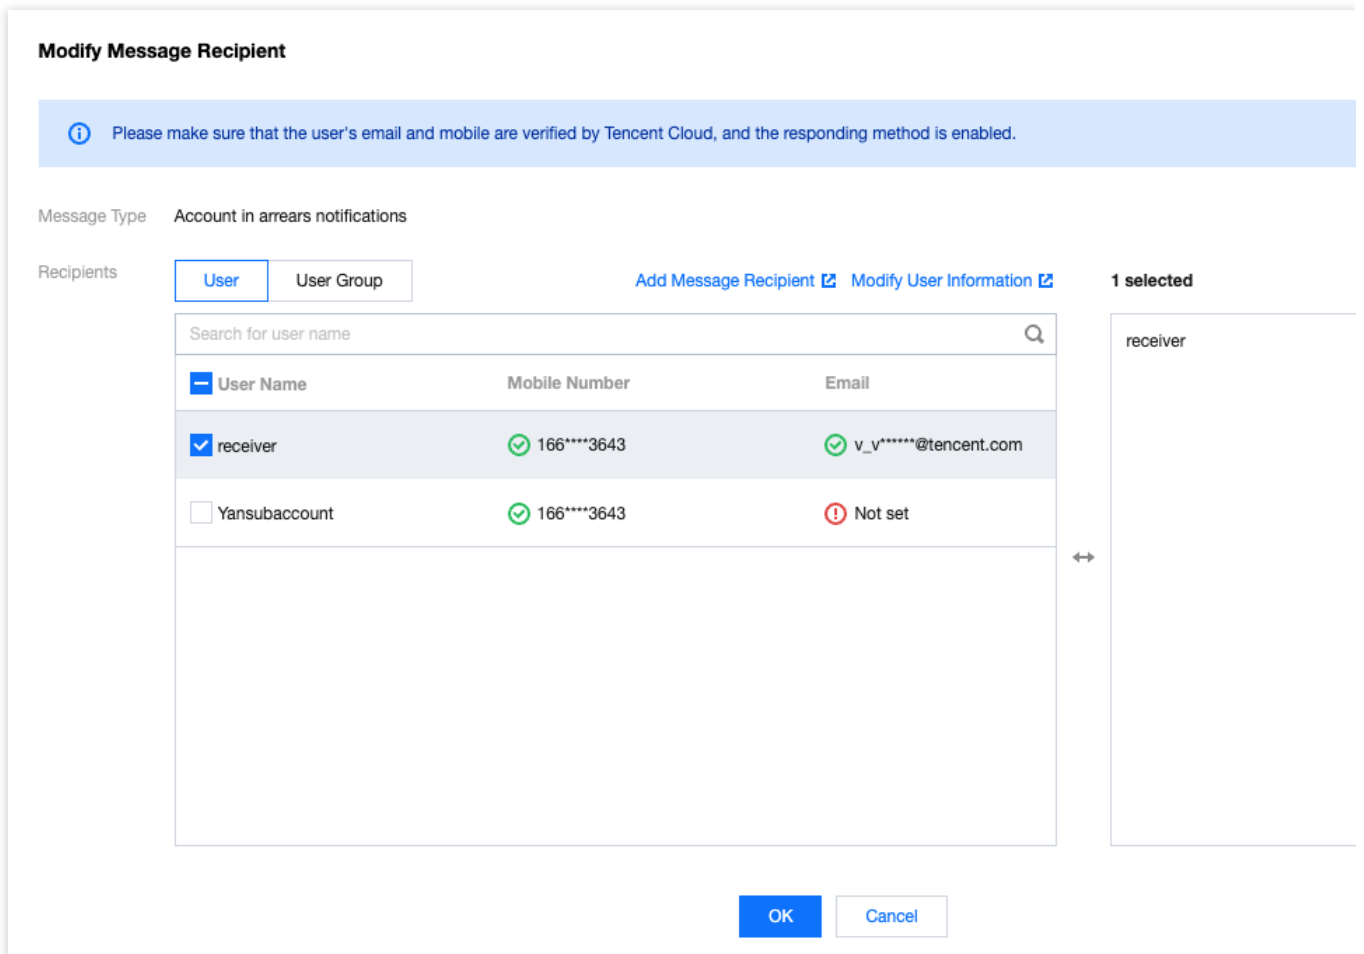 Modify Message Recipient
Please make sure that the user's email and mobile are verified by Tencent Cloud, and the responding method is enabled.
Message Type Account in arrears notifications
Recipients User User Group Add Message Recipient Modify User Information 1 selected
Search for user name
receiver
User Name Mobile Number Email
receiver 166****3643 v_v******@tencent.com
Yansubaccount 166****3643 Not set
OK Cancel